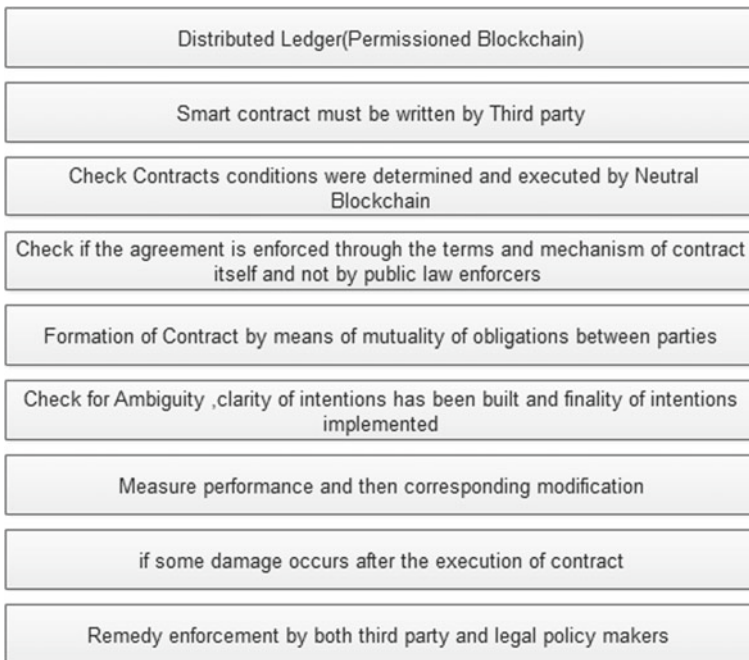 Distributed Ledger(Permissioned Blockchain)
Smart contract must be written by Third party
Check Contracts conditions were determined and executed by Neutral
Blockchain
Check if the agreement is enforced through the terms and mechanism of contract
itself and not by public law enforcers
Formation of Contract by means of mutuality of obligations between parties
Check for Ambiguity ,clarity of intentions has been built and finality of intentions
implemented
Measure performance and then corresponding modification
if some damage occurs after the execution of contract
Remedy enforcement by both third party and legal policy makers